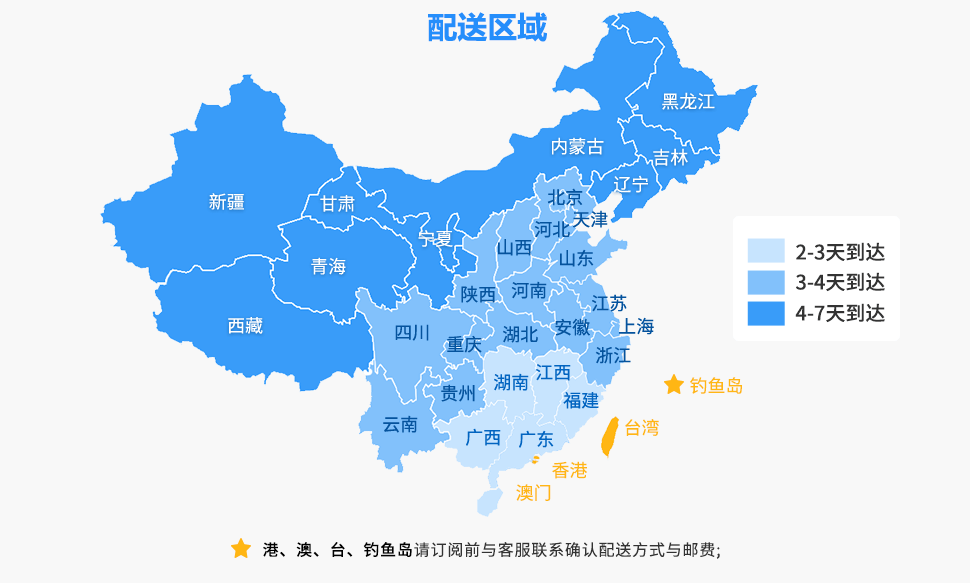 配送区域
黑龙江
内蒙古
吉林
辽宁
新疆
甘肃
北京
天津
河北
宁夏
山西
山东
青海
陕西
河南
江苏
西藏
四川
重庆
湖北
安徽
上海
浙江
湖南
江西
贵州
福建
云南
广西
广东
2-3天到达
3-4天到达
4-7天到达
钓鱼岛
台湾
香港
澳门
港、澳、台、钓鱼岛请订阅前与客服联系确认配送方式与邮费;